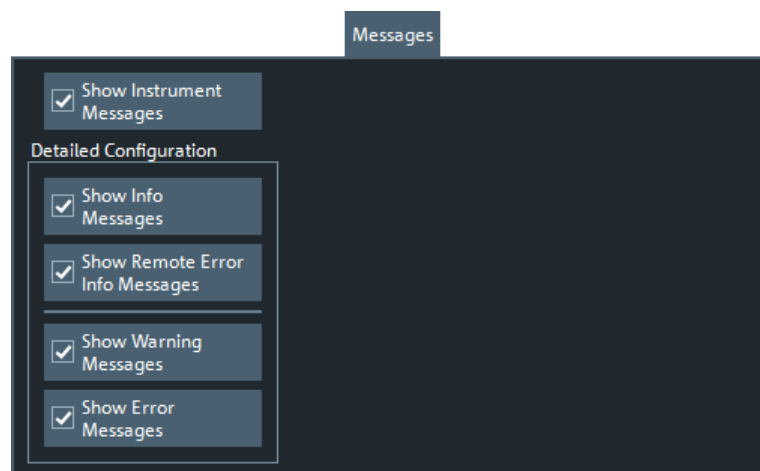 Messages
Show Instrument
Messages
Detailed Configuration
Show Info
Messages
Show Remote Error
Info Messages
Show Warning
Messages
Show Error
Messages